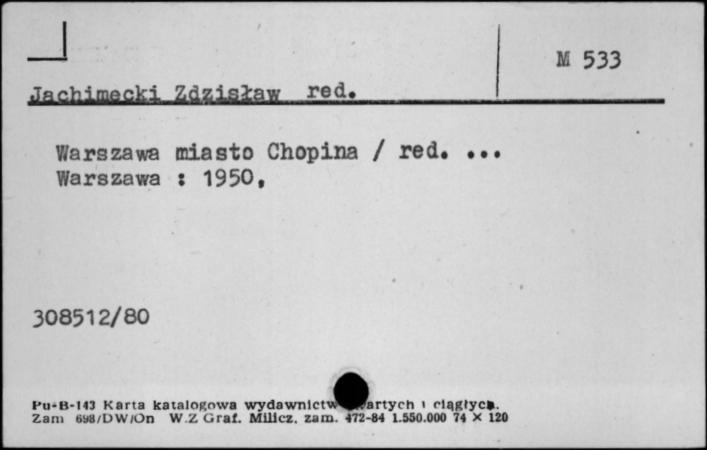 M 533
Jachimecki Zdzisław red.
Warszawa miasto Chopina / red. ...
Warszawa : 1950,
308512/80
Pu-B-143 Karta katalogowa wydawnictw i ciągłych.
Zam 698/DW/On W.Z Graf. Milicz, zam. 472-84 1.550.000 74 × 120